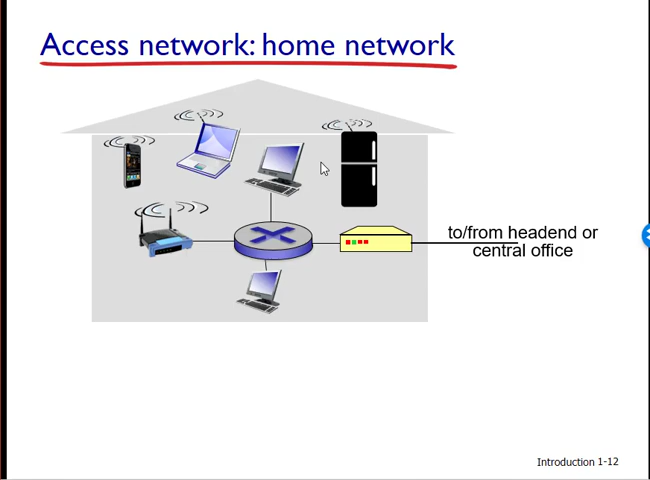 Access network: home network
to/from headend or
central office
Introduction 1-12